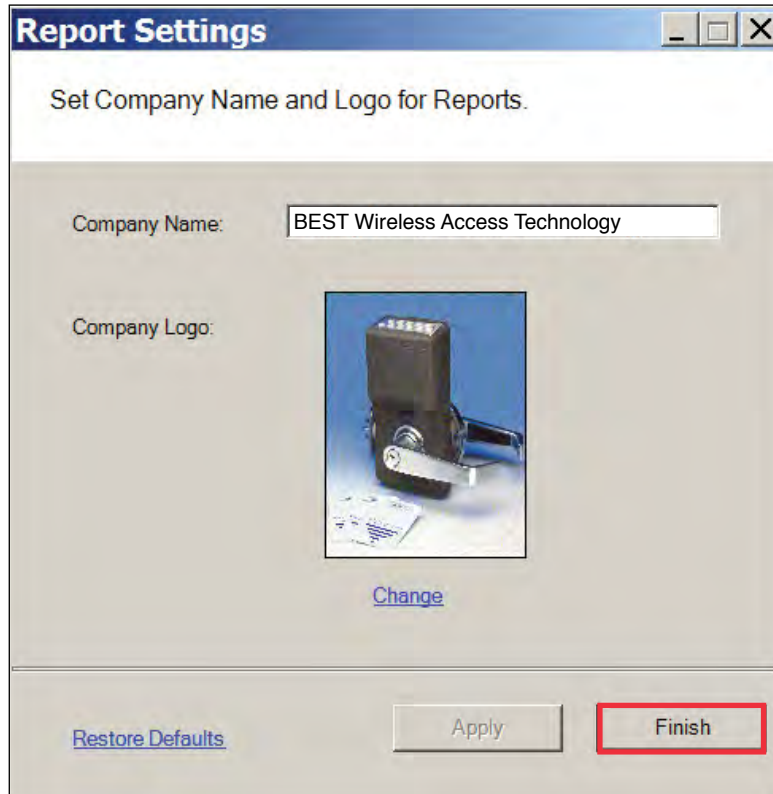 Report Settings
Set Company Name and Logo for Reports.
Company Name: BEST Wireless Access Technology
Company Logo:
Change
Restore Defaults Apply Finish